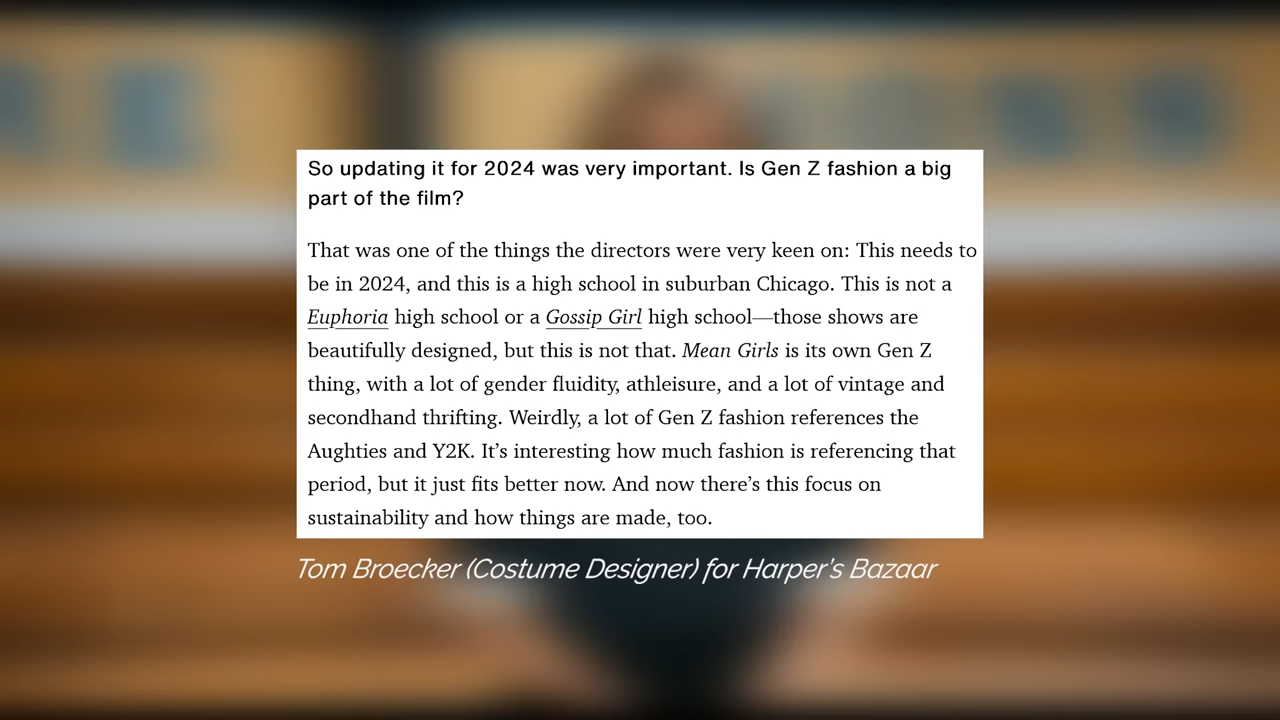 So updating it for 2024 was very important. Is Gen Z fashion a big
part of the film?
That was one of the things the directors were very keen on: This needs to
be in 2024, and this is a high school in suburban Chicago. This is not a
Euphoria high school or a Gossip Girl high school—those shows are
beautifully designed, but this is not that. Mean Girls is its own Gen Z
thing, with a lot of gender fluidity, athleisure, and a lot of vintage and
secondhand thrifting. Weirdly, a lot of Gen Z fashion references the
Aughties and Y2K. It’s interesting how much fashion is referencing that
period, but it just fits better now. And now there’s this focus on
sustainability and how things are made, too.
Tom Broecker (Costume Designer) for Harper's Bazaar